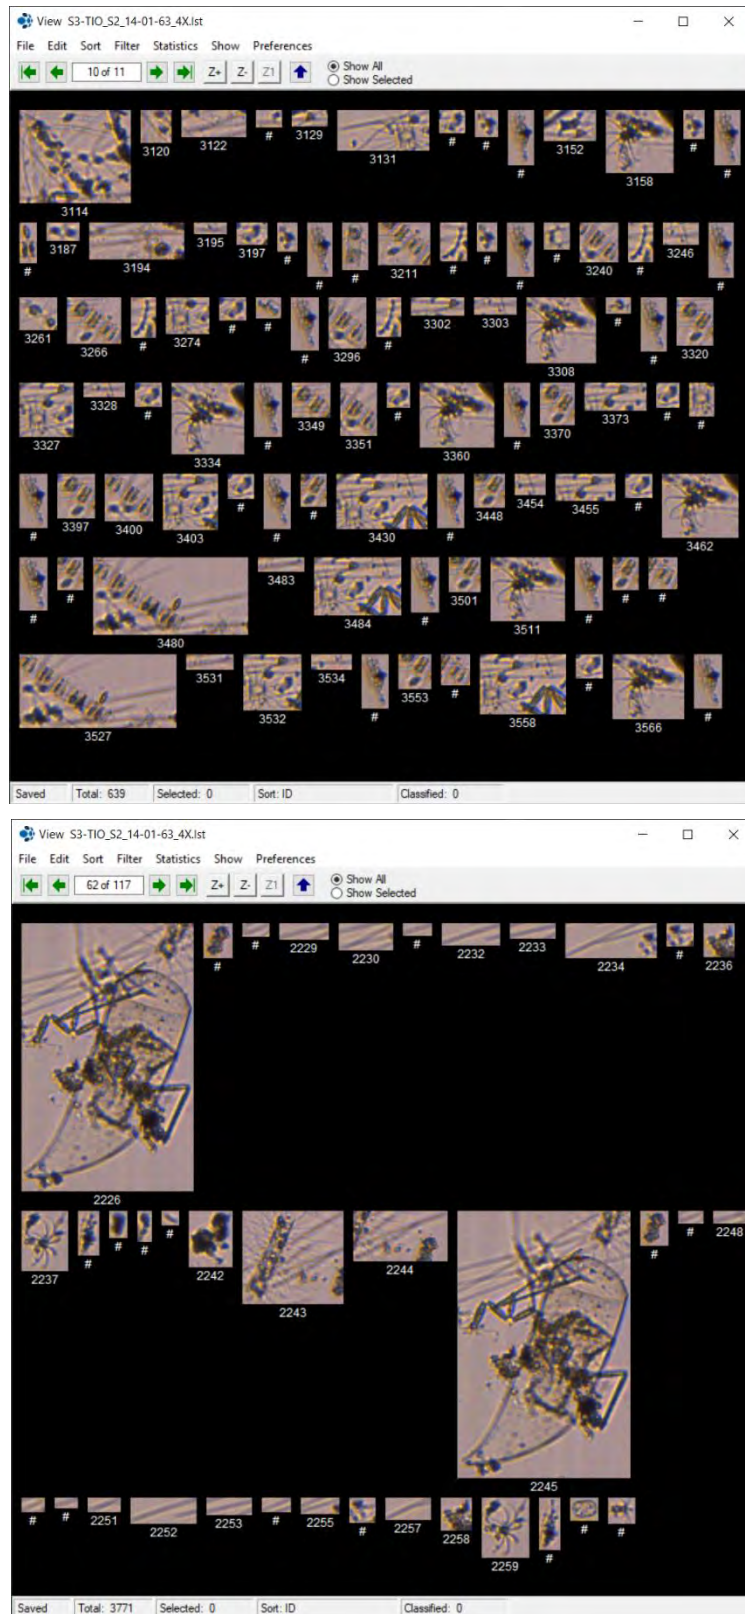 View S3-TIO_S2_14-01-63_4X.lst
File Edit Sort Filter Statistics Show Preferences
10 of 11 Z+ Z- Z1 Show All
Show Selected
3114 3120 3122 # 3129 3131 # # # 3152 3158 # #
# 3187 3194 3195 3197 # # # 3211 # # # # 3240 # 3246 #
3261 3266 # 3274 # # # 3296 # 3302 3303 3308 # # 3320
3327 3328 # 3334 # 3349 3351 # 3360 # 3370 3373 # #
# 3397 3400 3403 # # # 3430 # 3448 3454 3455 # 3462
# # 3480 3483 3484 # 3501 3511 # # #
3527 3531 3532 3534 # 3553 # 3558 # 3566 #
Saved Total: 639 Selected: 0 Sort: ID Classified: 0
View S3-TIO_S2_14-01-63_4X.lst
File Edit Sort Filter Statistics Show Preferences
62 of 117 Z+ Z- Z1 Show All
Show Selected
2226 # # 2229 2230 # 2232 2233 2234 # 2236
2237 # # # # 2242 2243 2244 2245 # # 2248
# # 2251 2252 2253 # 2255 # 2257 2258 2259 # # #
Saved Total: 3771 Selected: 0 Sort: ID Classified: 0